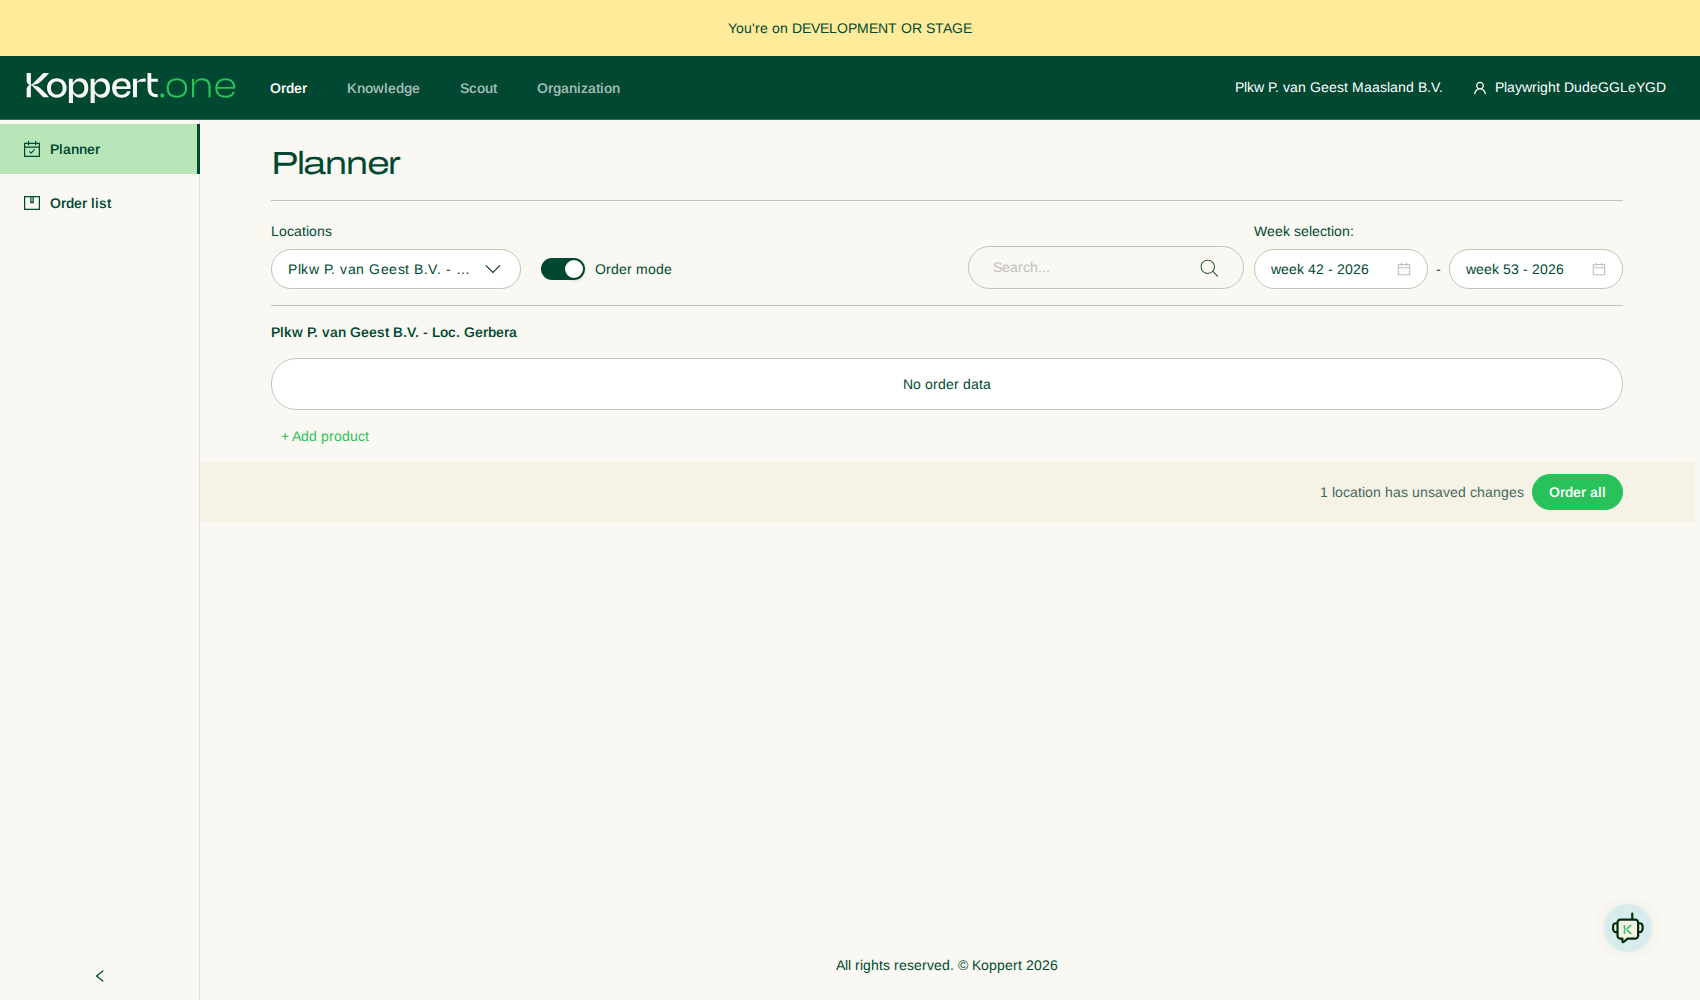 You're on DEVELOPMENT OR STAGE
Koppert.one
Order
Knowledge
Scout
Organization
Plkw P. van Geest Maasland B.V.
Playwright DudeGGLeYGD
Planner
Order list
Planner
Locations
Week selection:
Plkw P. van Geest B.V. - ...
Order mode
Search...
week 42 - 2026
-
week 53 - 2026
Plkw P. van Geest B.V. - Loc. Gerbera
No order data
+ Add product
1 location has unsaved changes
Order all
All rights reserved. © Koppert 2026